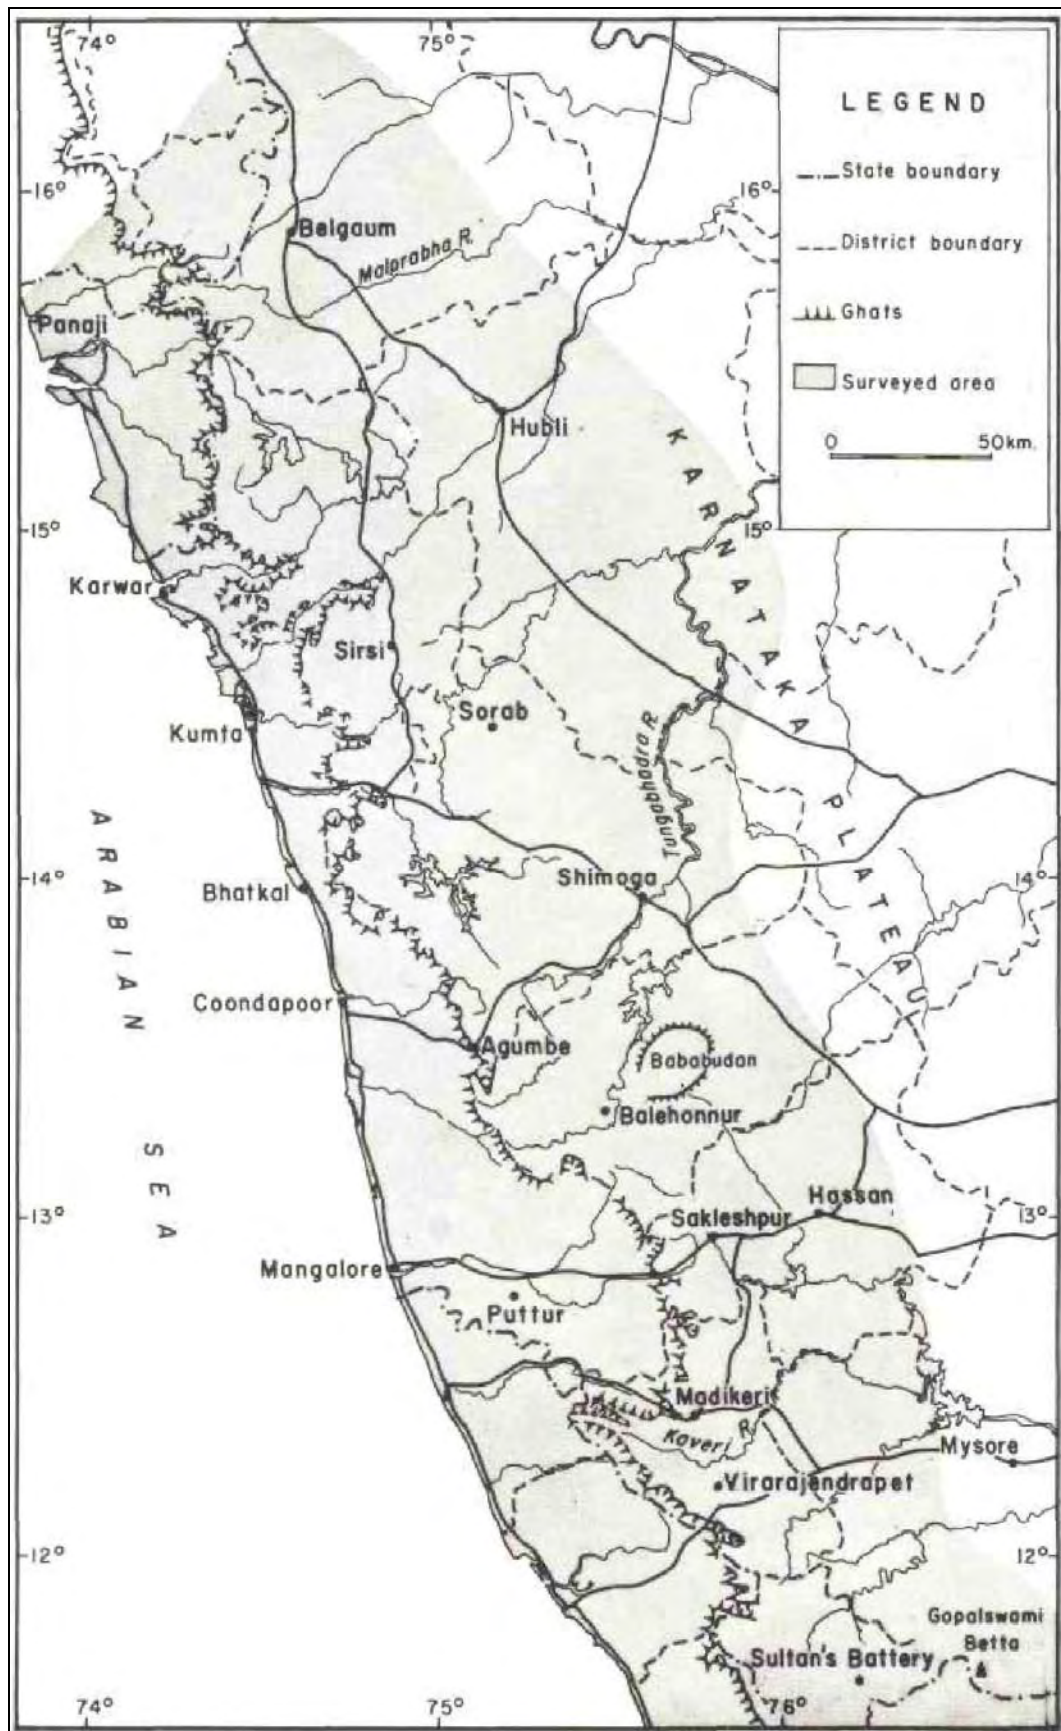 74°
75°
LEGEND
State boundary
16°
16°
Belgaum
Malprabha R.
District boundary
Ghats
Panaji
Surveyed area
0 50km.
Hubli
KARNATAKA PLATEAU
15°
15°
Karwar
Sirsi
Sorab
Kumta
Tungabhadra R.
ARABIAN SEA
14°
14°
Shimoga
Bhatkal
Coondapoor
Agumbe
Bababudan
Balehonnur
13°
13°
Hassan
Sakleshpur
Mangalore
Puttur
Madikeri
Kaveri R.
Mysore
Virarajendrapet
12°
12°
Gopalswami
Betta
Sultan's Battery
74°
75°
76°